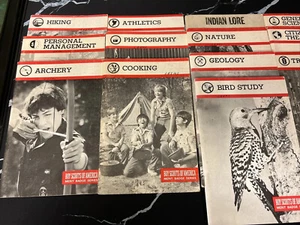 HIKING
ATHLETICS
INDIAN LORE
PERSONAL
MANAGEMENT
PHOTOGRAPHY
NATURE
ARCHERY
COOKING
GEOLOGY
BIRD STUDY
BOY SCOUTS OF AMERICA
MERIT BADGE SERIES
BOY SCOUTS OF AMERICA
MERIT BADGE SERIES
BOY SCOUTS OF AMERICA
MERIT BADGE SERIES